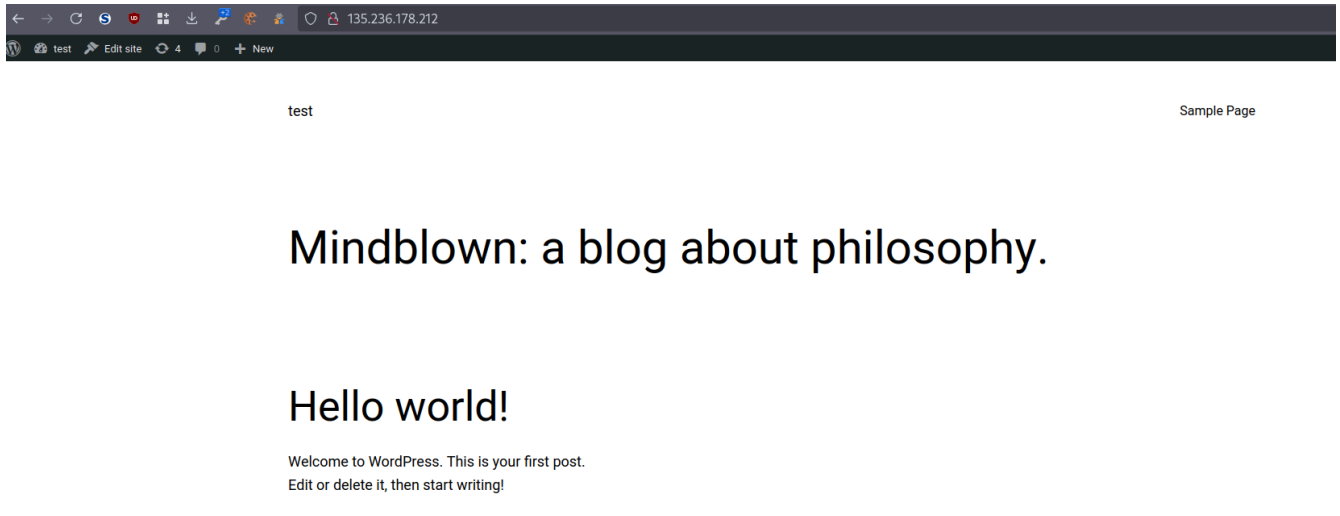 135.236.178.212
test Edit site 4 0 New
test Sample Page
Mindblown: a blog about philosophy.
Hello world!
Welcome to WordPress. This is your first post.
Edit or delete it, then start writing!